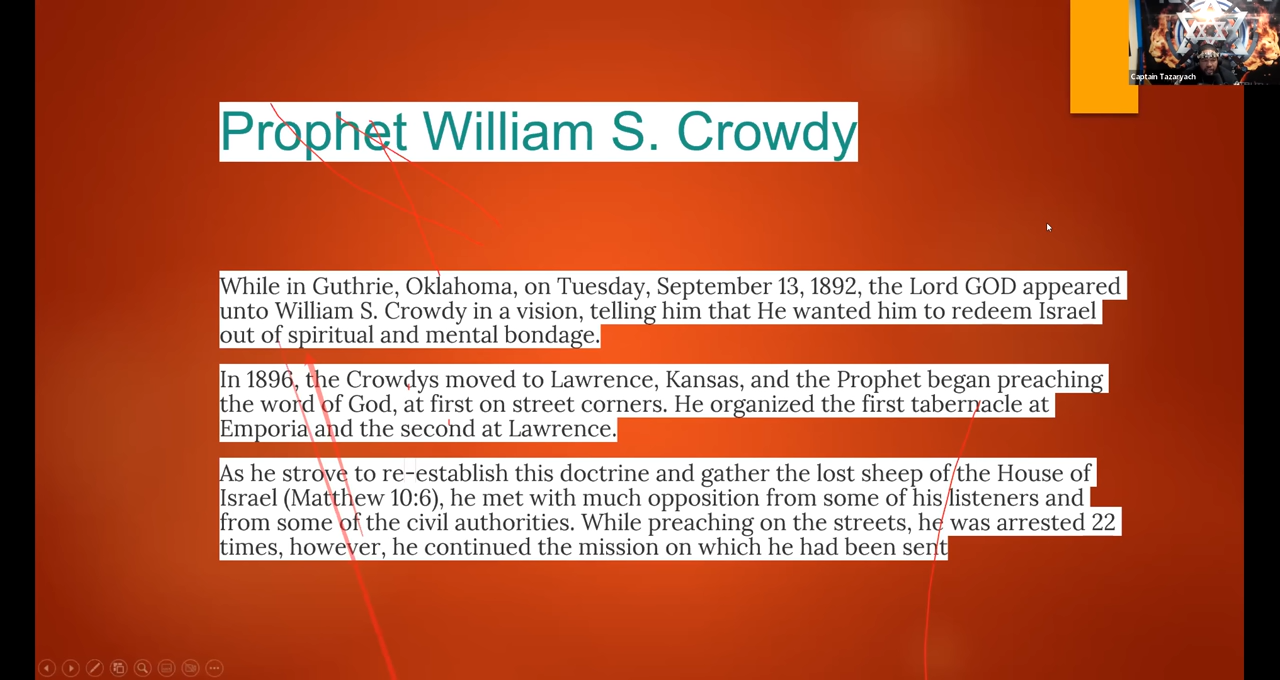 Captain Tazaryach
Prophet William S. Crowdy
While in Guthrie, Oklahoma, on Tuesday, September 13, 1892, the Lord GOD appeared
unto William S. Crowdy in a vision, telling him that He wanted him to redeem Israel
out of spiritual and mental bondage.
In 1896, the Crowdys moved to Lawrence, Kansas, and the Prophet began preaching
the word of God, at first on street corners. He organized the first tabernacle at
Emporia and the second at Lawrence.
As he strove to re-establish this doctrine and gather the lost sheep of the House of
Israel (Matthew 10:6), he met with much opposition from some of his listeners and
from some of the civil authorities. While preaching on the streets, he was arrested 22
times, however, he continued the mission on which he had been sent